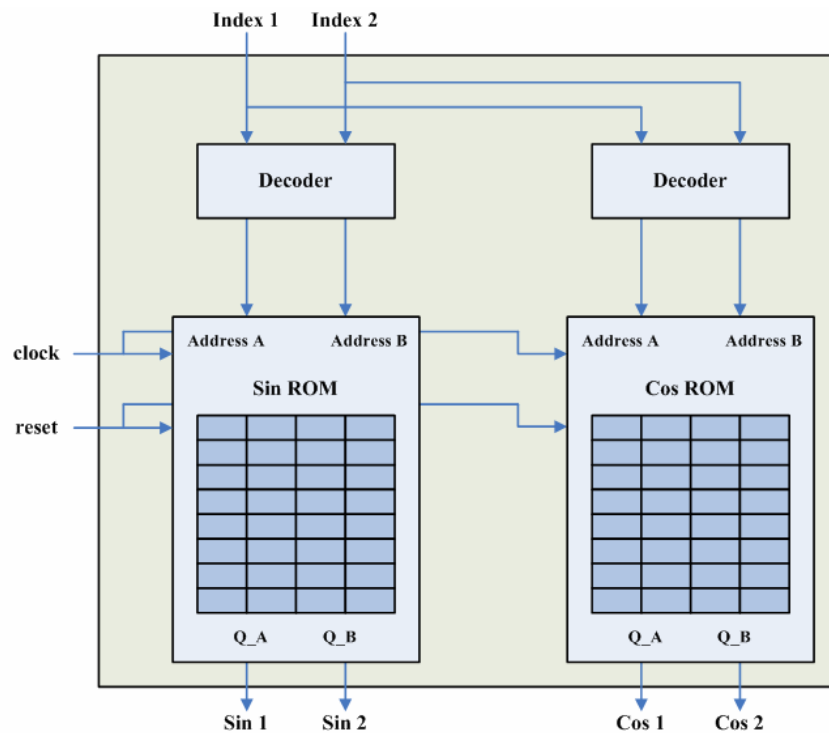 Index 1 Index 2
Decoder Decoder
Address A Address B Address A Address B
clock
Sin ROM Cos ROM
reset
Q_A Q_B Q_A Q_B
Sin 1 Sin 2 Cos 1 Cos 2